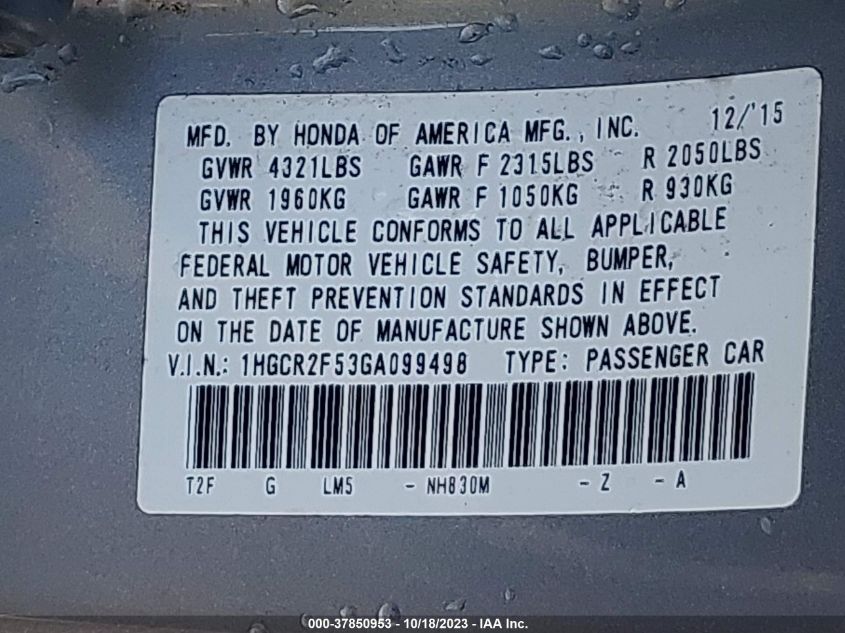 MFD. BY HONDA OF AMERICA MFG., INC. 12/'15
GVWR 4321LBS GAWR F 2315LBS R 2050LBS
GVWR 1960KG GAWR F 1050KG R 930KG
THIS VEHICLE CONFORMS TO ALL APPLICABLE
FEDERAL MOTOR VEHICLE SAFETY, BUMPER,
AND THEFT PREVENTION STANDARDS IN EFFECT
ON THE DATE OF MANUFACTURE SHOWN ABOVE.
V.I.N.: 1HGCR2F53GA099498 TYPE: PASSENGER CAR
T2F G LM5 - NH830M - Z - A
000-37850953 - 10/18/2023 - IAA Inc.